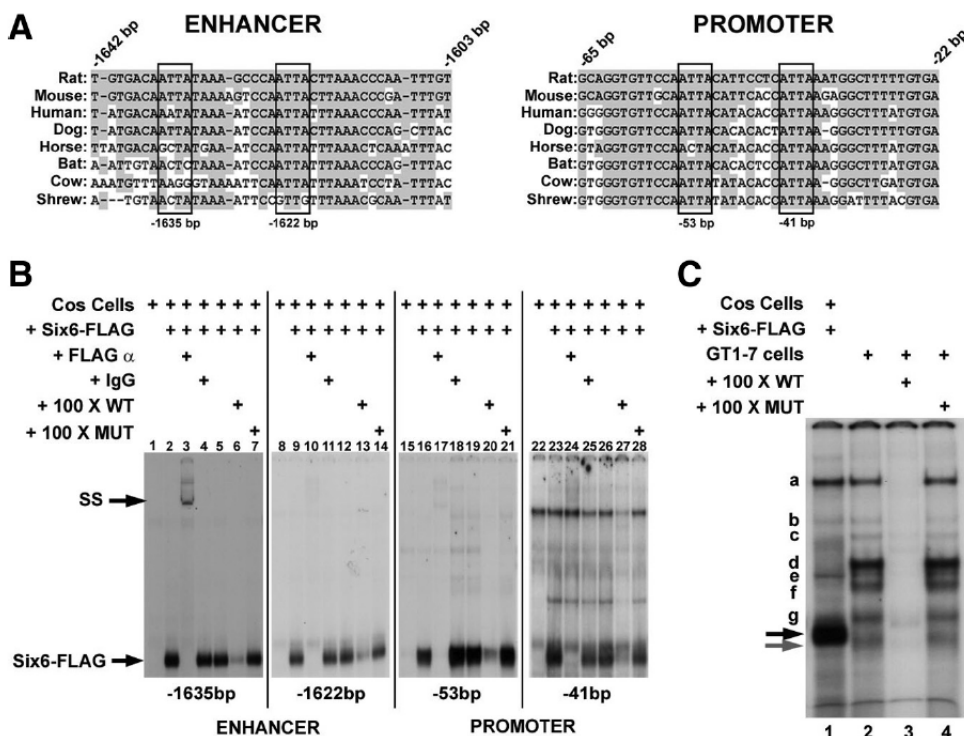 A
ENHANCER
PROMOTER
-1642 bp
-1603 bp
-65 bp
-22 bp
Rat: T-GTGACAATTATAAA-GCCCAATTACTTAAACCCAA-TTTGT
Mouse: T-GTGACAATTATAAAAGTCCAATTACTTAAACCCGA-TTTGT
Human: T-ATGACAAATATAAA-ATCCAATTACTTAAACCCAA-TTTAT
Dog: T-ATGACAATTATAAA-ATCCAATTACTTAAACCCAG-CTTAC
Horse: TTATGACAGCTATGAA-ATCCAATTATTTAAACTCAAATTTAC
Bat: A-ATTGTAACTCTAAA-ATCCAATTATTTAAACCCAG-TTTAC
Cow: AAATGTTTAAGGGTAAAATTCAATTATTTAAATCCTA-TTTAC
Shrew: A---TGTAACTATAAA-ATTCCGTTGTTTAAACGCAA-TTTAT
-1635 bp
-1622 bp
Rat: GCAGGTGTTCCAATTACATTCCTCATTAAATGGCTTTTTGTGA
Mouse: GCAGGTGTTGCAATTACATTCACCATTAAGAGGCTTTTTGTGA
Human: GGGGGTGTTCCAATTACATACACCATTAAAGGGCTTTATGTGA
Dog: GTGGGTGTTCCAATTACACACACTATTAA-GGGCTTTTTGTGA
Horse: GTAGGTGTTCCAACTACATACACCATTAAAGGGCTTTTTGTGA
Bat: GTGGGTGTTCCAATTACACACTCCATTAAAGGGCTTTATGTGA
Cow: GTGGGTGTTCCAATTATATACACCATTAA-GGGCTTGATGTGA
Shrew: GTGGGTGTTCCAATTATATACACCATTAAAGGATTTTACGTGA
-53 bp
-41 bp
B
Cos Cells + + + + + + + + + + + + + + + + + + + + + + + + + + + +
+ Six6-FLAG + + + + + + + + + + + + + + + + + + + + + + + +
+ FLAG α + + + +
+ IgG + + + +
+ 100 X WT + + + +
+ 100 X MUT + + + +
1 2 3 4 5 6 7 8 9 10 11 12 13 14 15 16 17 18 19 20 21 22 23 24 25 26 27 28
SS
Six6-FLAG
-1635bp
-1622bp
-53bp
-41bp
ENHANCER
PROMOTER
C
Cos Cells +
+ Six6-FLAG +
GT1-7 cells + + +
+ 100 X WT +
+ 100 X MUT +
a
b
c
d
e
f
g
1 2 3 4